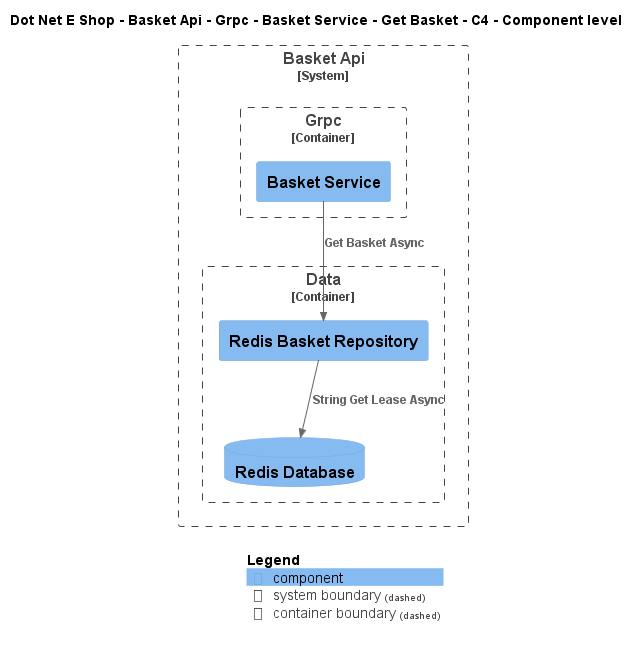 Dot Net E Shop - Basket Api - Grpc - Basket Service - Get Basket - C4 - Component level
Basket Api
[System]
Grpc
[Container]
Basket Service
Get Basket Async
Data
[Container]
Redis Basket Repository
String Get Lease Async
Redis Database
Legend
component
system boundary (dashed)
container boundary (dashed)